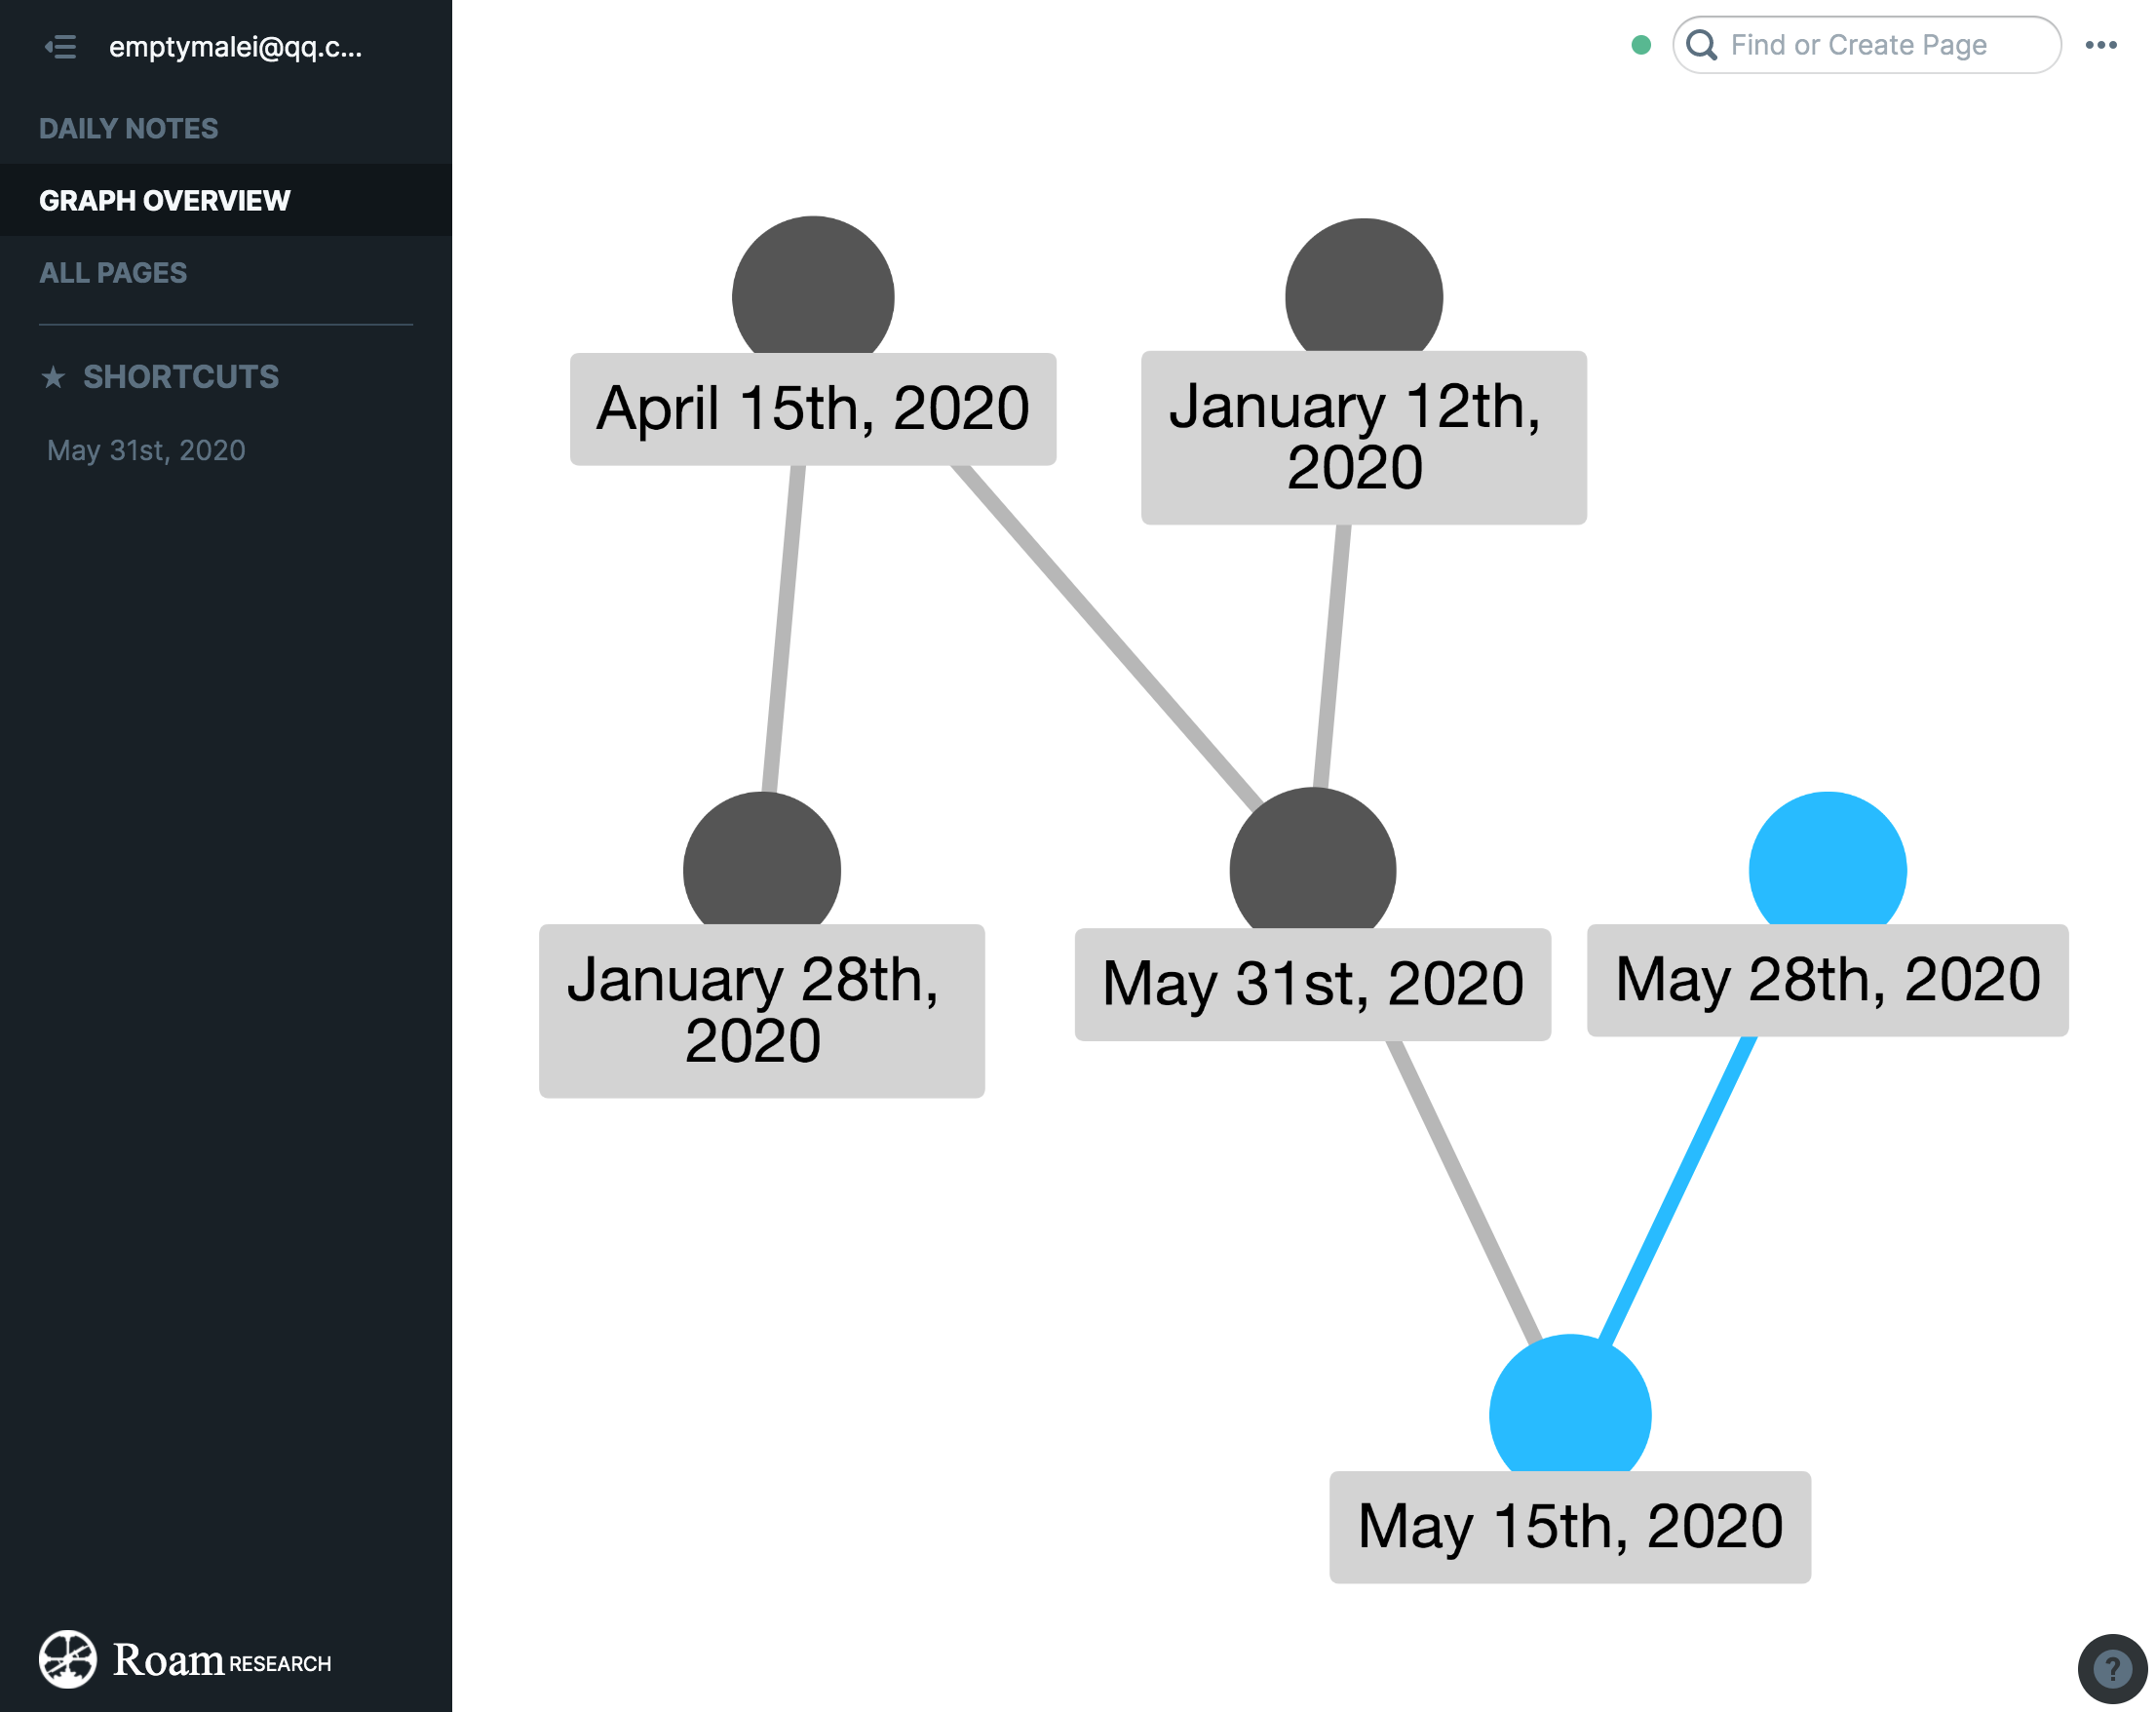 emptymalei@qq.c...
Find or Create Page
DAILY NOTES
GRAPH OVERVIEW
ALL PAGES
★ SHORTCUTS
May 31st, 2020
April 15th, 2020
January 12th,
2020
January 28th,
2020
May 31st, 2020
May 28th, 2020
May 15th, 2020
Roam RESEARCH
?